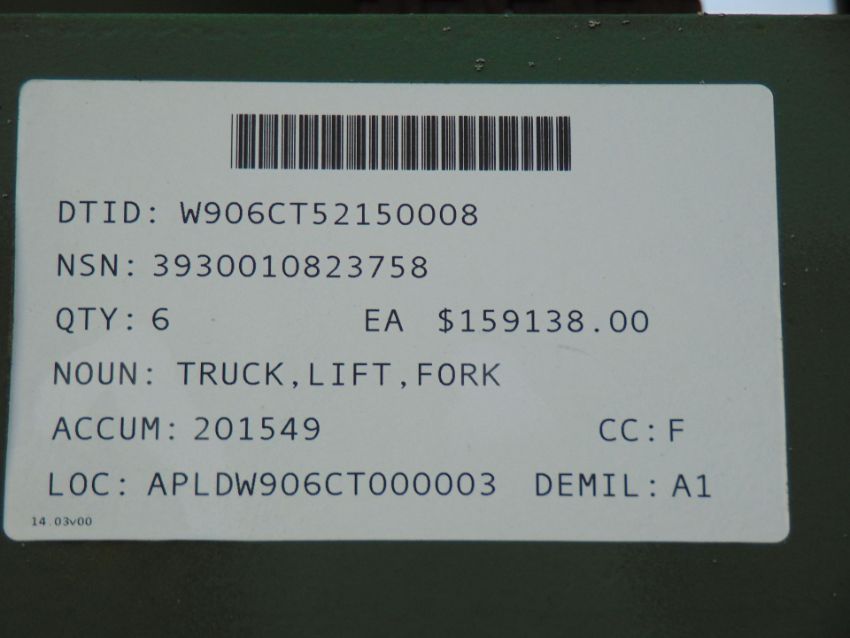 DTID: W906CT52150008
NSN: 3930010823758
QTY: 6 EA $159138.00
NOUN: TRUCK,LIFT,FORK
ACCUM: 201549 CC: F
LOC: APLDW906CT000003 DEMIL: A1
14.03v00